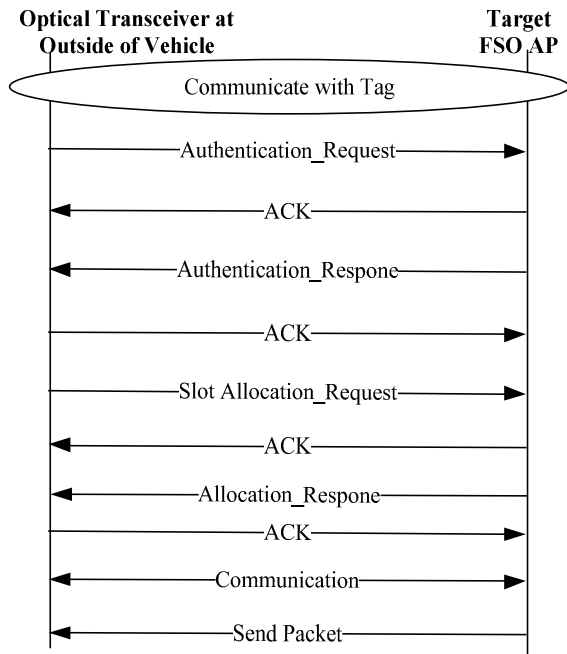 Optical Transceiver at
Outside of Vehicle
Target
FSO AP
Communicate with Tag
Authentication_Request
ACK
Authentication_Respone
ACK
Slot Allocation_Request
ACK
Allocation_Respone
ACK
Communication
Send Packet